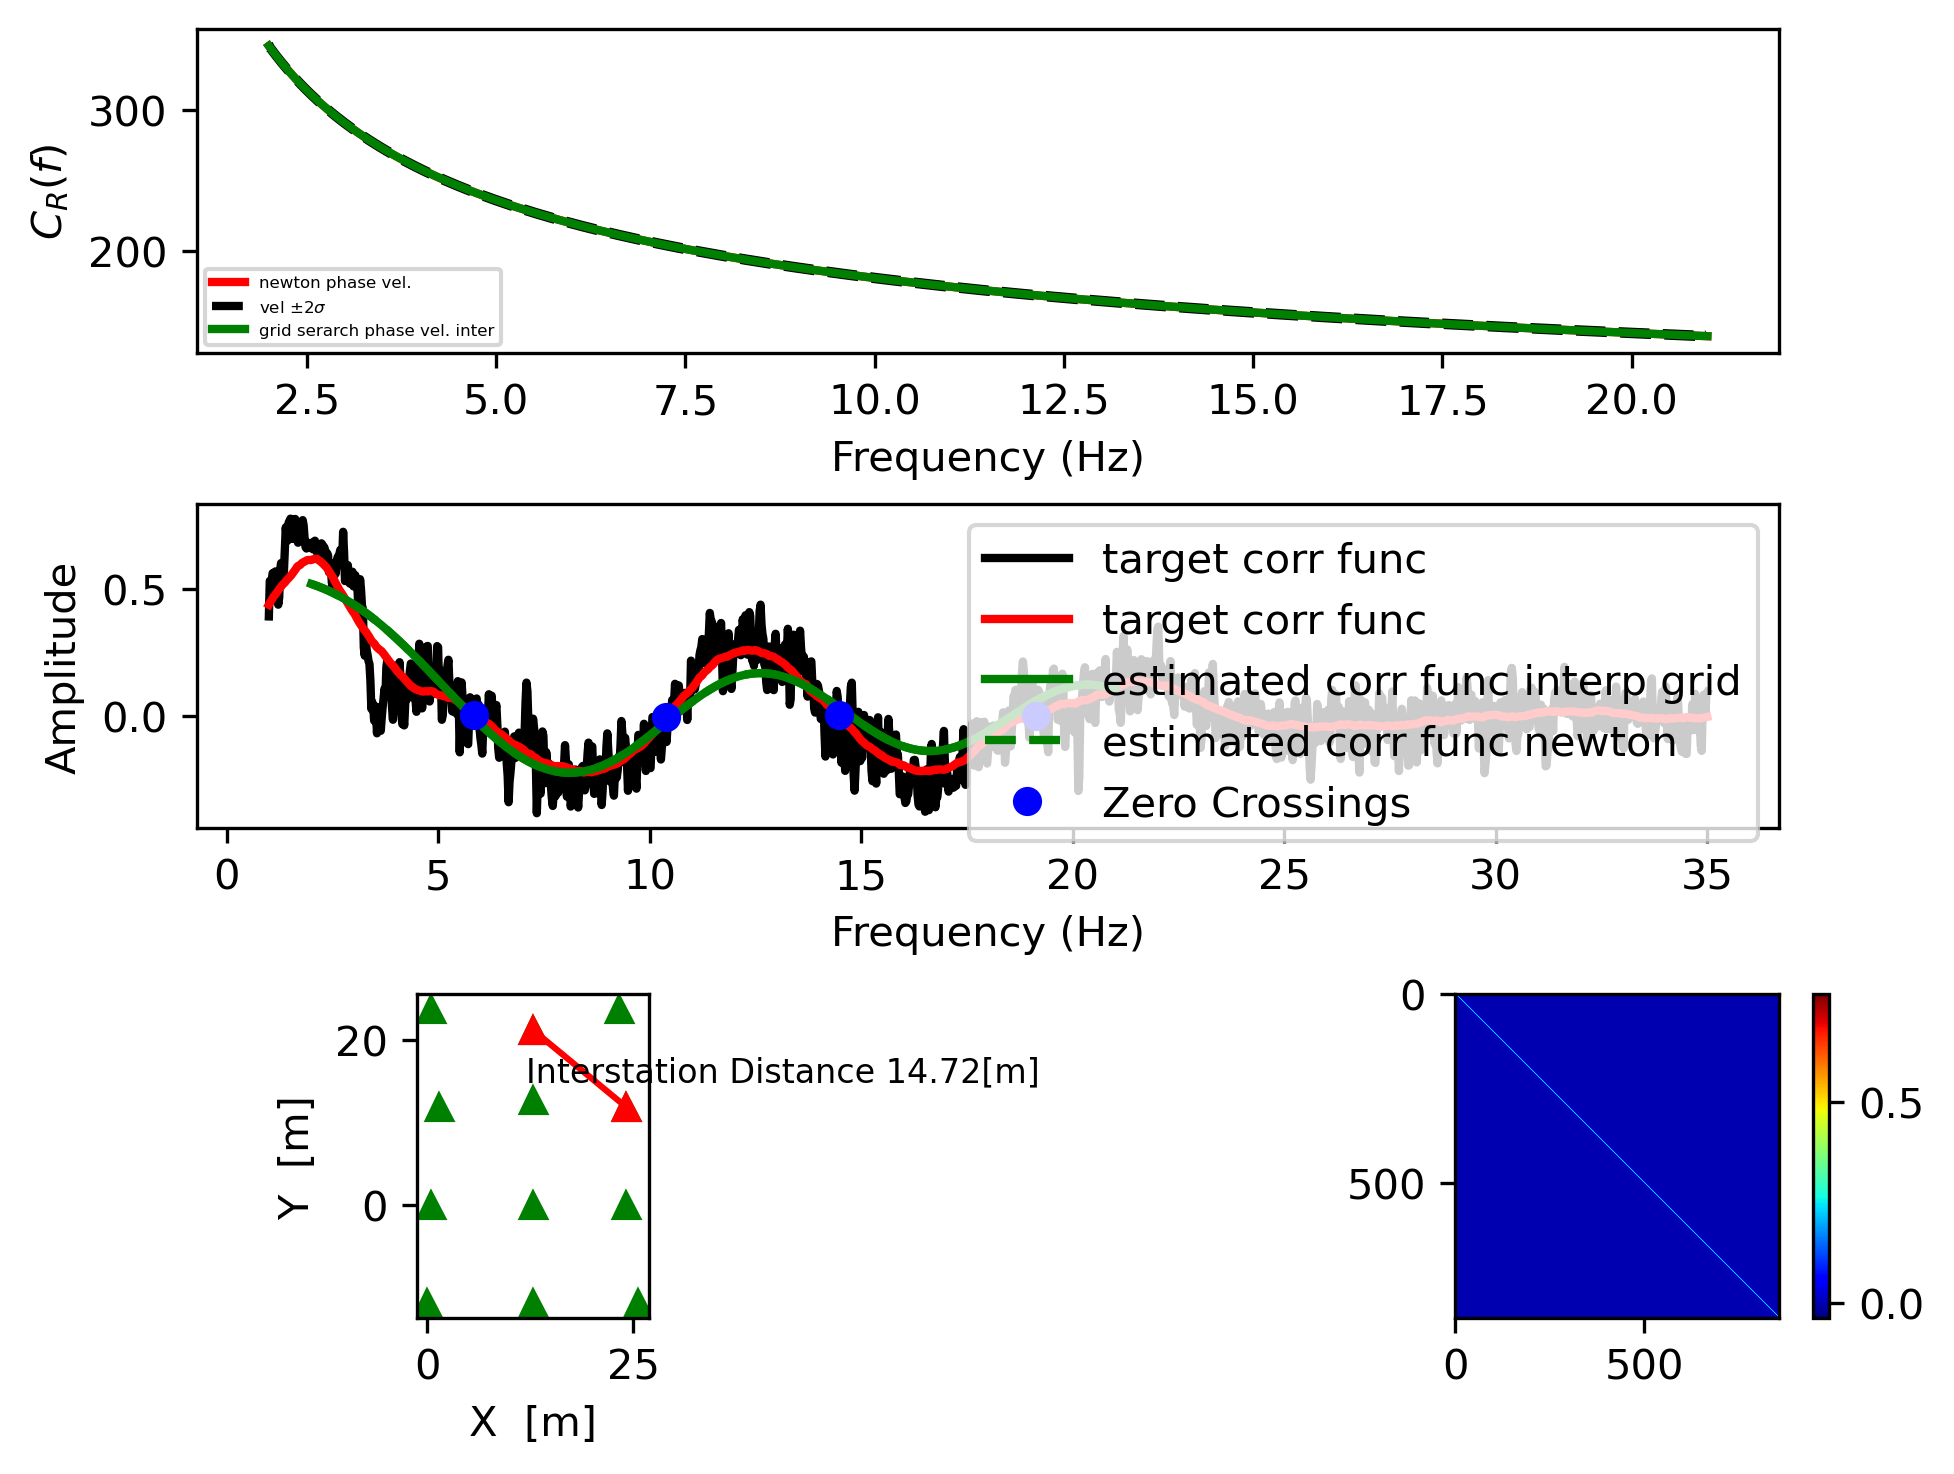 300
200
C_R(f)
newton phase vel.
vel ±2σ
grid serarch phase vel. inter
2.5 5.0 7.5 10.0 12.5 15.0 17.5 20.0
Frequency (Hz)
0.5
0.0
Amplitude
target corr func
target corr func
estimated corr func interp grid
estimated corr func newton
Zero Crossings
0 5 10 15 20 25 30 35
Frequency (Hz)
20
0
Y [m]
Interstation Distance 14.72[m]
0 25
X [m]
0
500
0 500
0.5
0.0